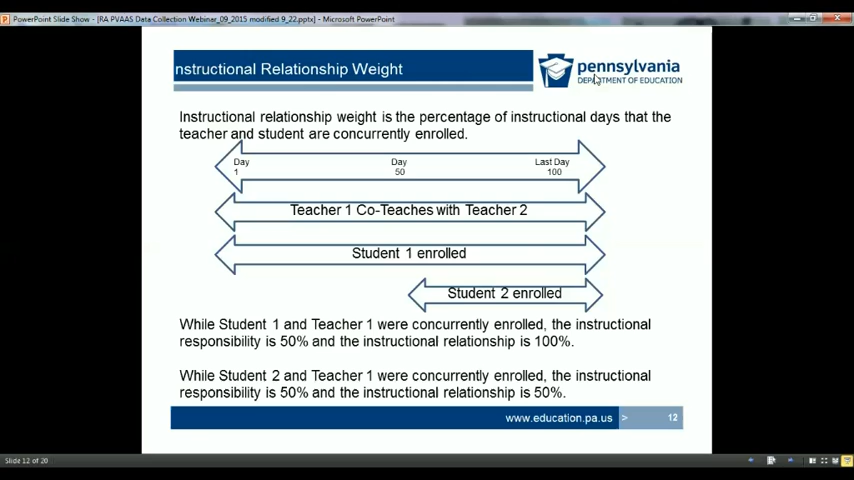 PowerPoint Slide Show - [RA PVAAS Data Collection Webinar_09_2015 modified 9_22.pptx] - Microsoft PowerPoint
nstructional Relationship Weight
pennsylvania
DEPARTMENT OF EDUCATION
Instructional relationship weight is the percentage of instructional days that the
teacher and student are concurrently enrolled.
Day
1
Day
50
Last Day
100
Teacher 1 Co-Teaches with Teacher 2
Student 1 enrolled
Student 2 enrolled
While Student 1 and Teacher 1 were concurrently enrolled, the instructional
responsibility is 50% and the instructional relationship is 100%.
While Student 2 and Teacher 1 were concurrently enrolled, the instructional
responsibility is 50% and the instructional relationship is 50%.
www.education.pa.us > 12
Slide 12 of 20